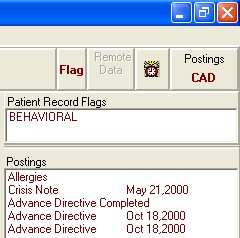 Flag
Remote
Data
Postings
CAD
Patient Record Flags
BEHAVIORAL
Postings
Allergies
Crisis Note May 21,2000
Advance Directive Completed
Advance Directive Oct 18,2000
Advance Directive Oct 18,2000